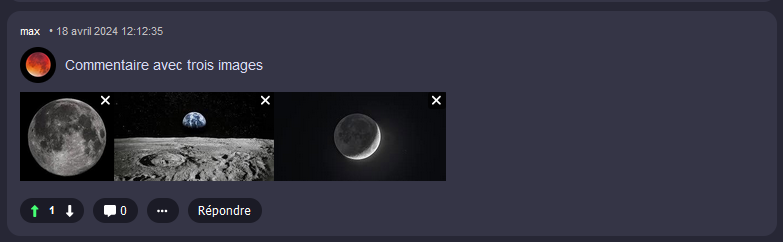 max • 18 avril 2024 12:12:35
Commentaire avec trois images
1 0 ••• Répondre